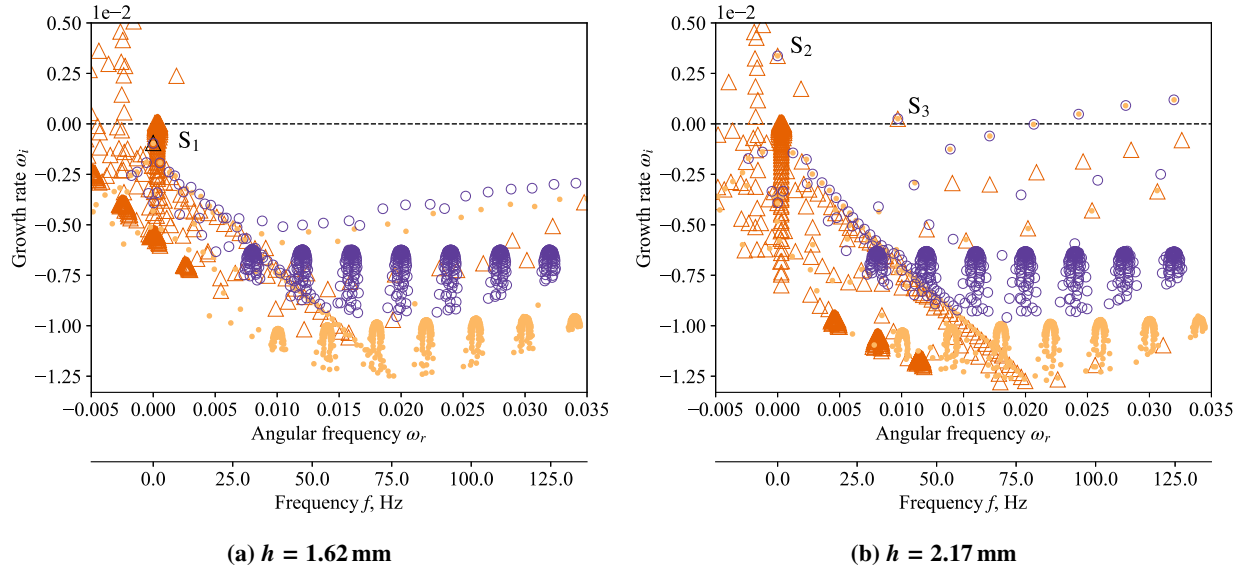 1e−2
0.50
0.25
0.00
−0.25
−0.50
−0.75
−1.00
−1.25
Growth rate ωi
S1
−0.005 0.000 0.005 0.010 0.015 0.020 0.025 0.030 0.035
Angular frequency ωr
0.0 25.0 50.0 75.0 100.0 125.0
Frequency f, Hz
(a) h = 1.62 mm
1e−2
0.50
0.25
0.00
−0.25
−0.50
−0.75
−1.00
−1.25
Growth rate ωi
S2
S3
−0.005 0.000 0.005 0.010 0.015 0.020 0.025 0.030 0.035
Angular frequency ωr
0.0 25.0 50.0 75.0 100.0 125.0
Frequency f, Hz
(b) h = 2.17 mm